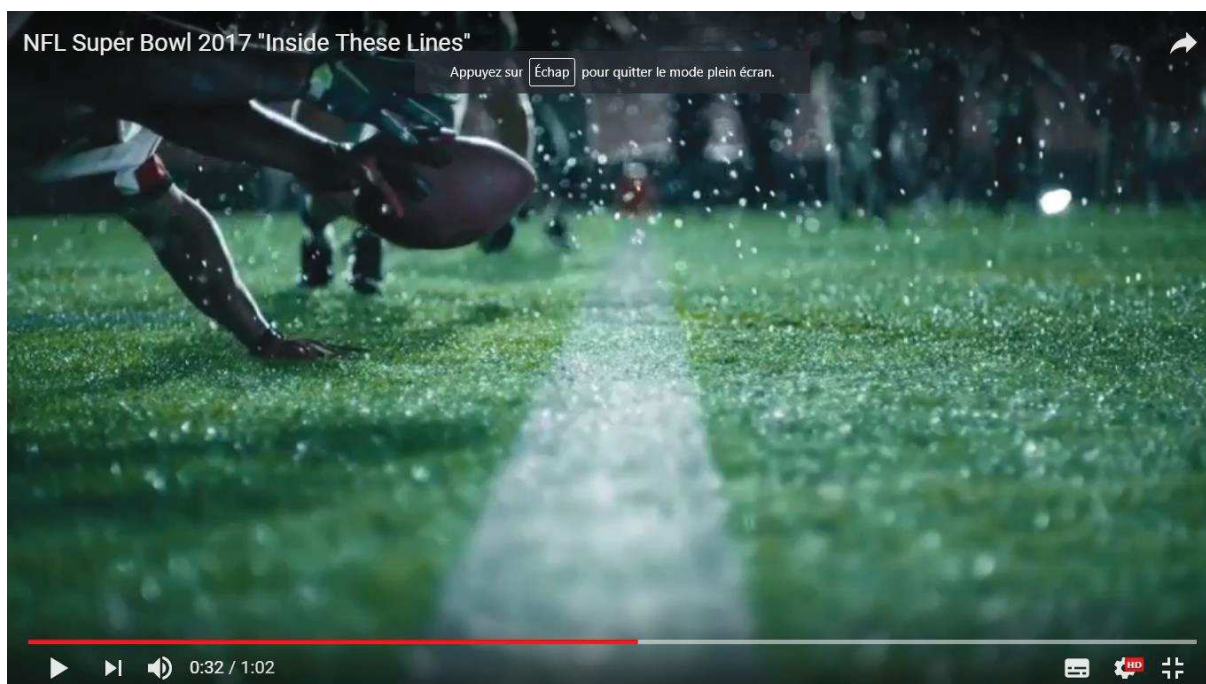 NFL Super Bowl 2017 "Inside These Lines"
Appuyez sur Échap pour quitter le mode plein écran.
0:32 / 1:02
HD